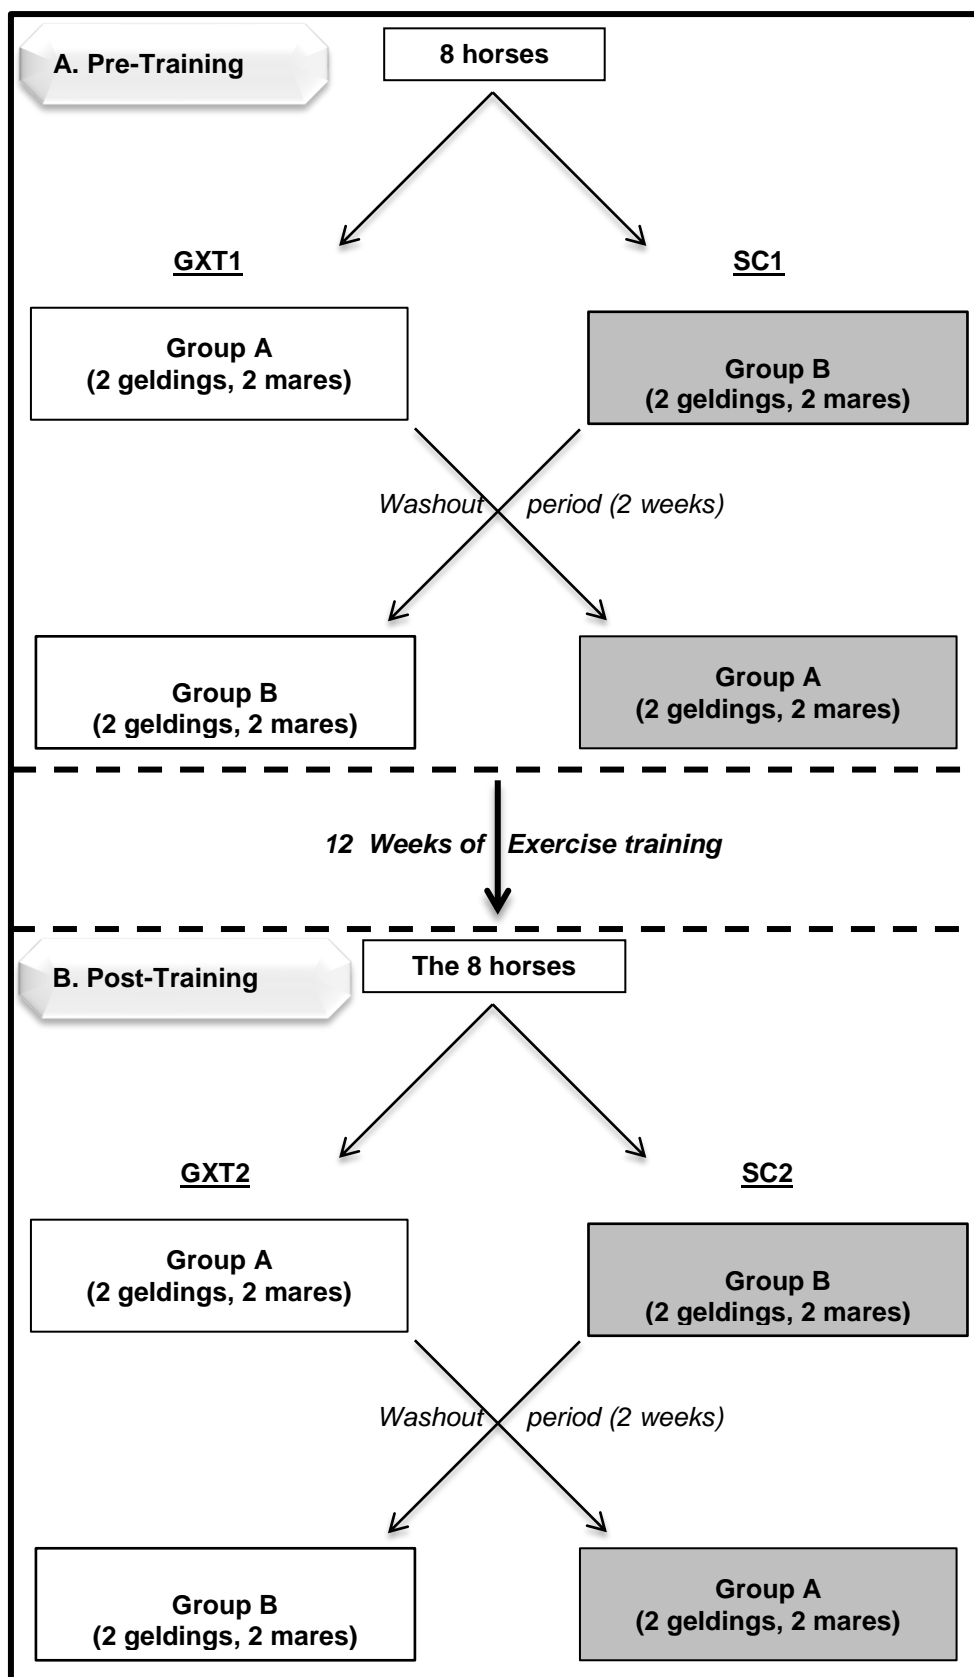 A. Pre-Training
8 horses
GXT1
SC1
Group A
(2 geldings, 2 mares)
Group B
(2 geldings, 2 mares)
Washout period (2 weeks)
Group B
(2 geldings, 2 mares)
Group A
(2 geldings, 2 mares)
12 Weeks of Exercise training
B. Post-Training
The 8 horses
GXT2
SC2
Group A
(2 geldings, 2 mares)
Group B
(2 geldings, 2 mares)
Washout period (2 weeks)
Group B
(2 geldings, 2 mares)
Group A
(2 geldings, 2 mares)